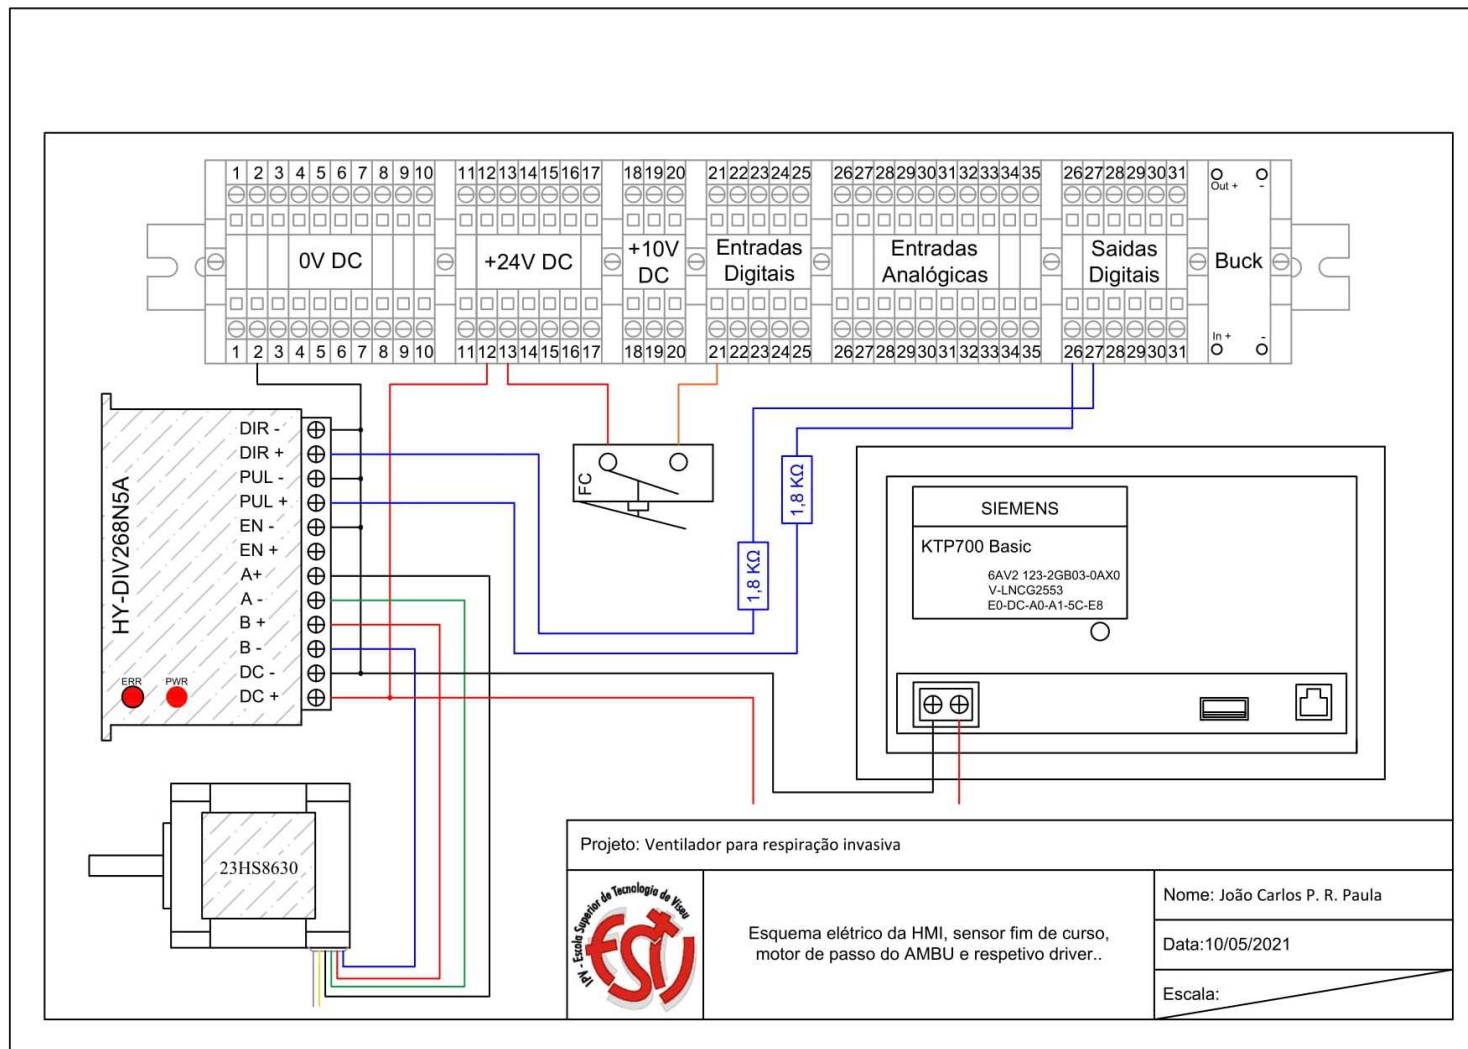 1 2 3 4 5 6 7 8 9 10 11 12 13 14 15 16 17 18 19 20 21 22 23 24 25 26 27 28 29 30 31 32 33 34 35 26 27 28 29 30 31
Out + -
0V DC
+24V DC
+10V
DC
Entradas
Digitais
Entradas
Analógicas
Saidas
Digitais
Buck
In + -
1 2 3 4 5 6 7 8 9 10 11 12 13 14 15 16 17 18 19 20 21 22 23 24 25 26 27 28 29 30 31 32 33 34 35 26 27 28 29 30 31
HY-DIV268N5A
DIR -
DIR +
PUL -
PUL +
EN -
EN +
A+
A -
B +
B -
DC -
DC +
ERR
PWR
FC
1,8 KΩ
1,8 KΩ
SIEMENS
KTP700 Basic
6AV2 123-2GB03-0AX0
V-LNCG2553
E0-DC-A0-A1-5C-E8
23HS8630
Projeto: Ventilador para respiração invasiva
IPV - Escola Superior de Tecnologia de Viseu
ESTV
Esquema elétrico da HMI, sensor fim de curso,
motor de passo do AMBU e respetivo driver..
Nome: João Carlos P. R. Paula
Data:10/05/2021
Escala: